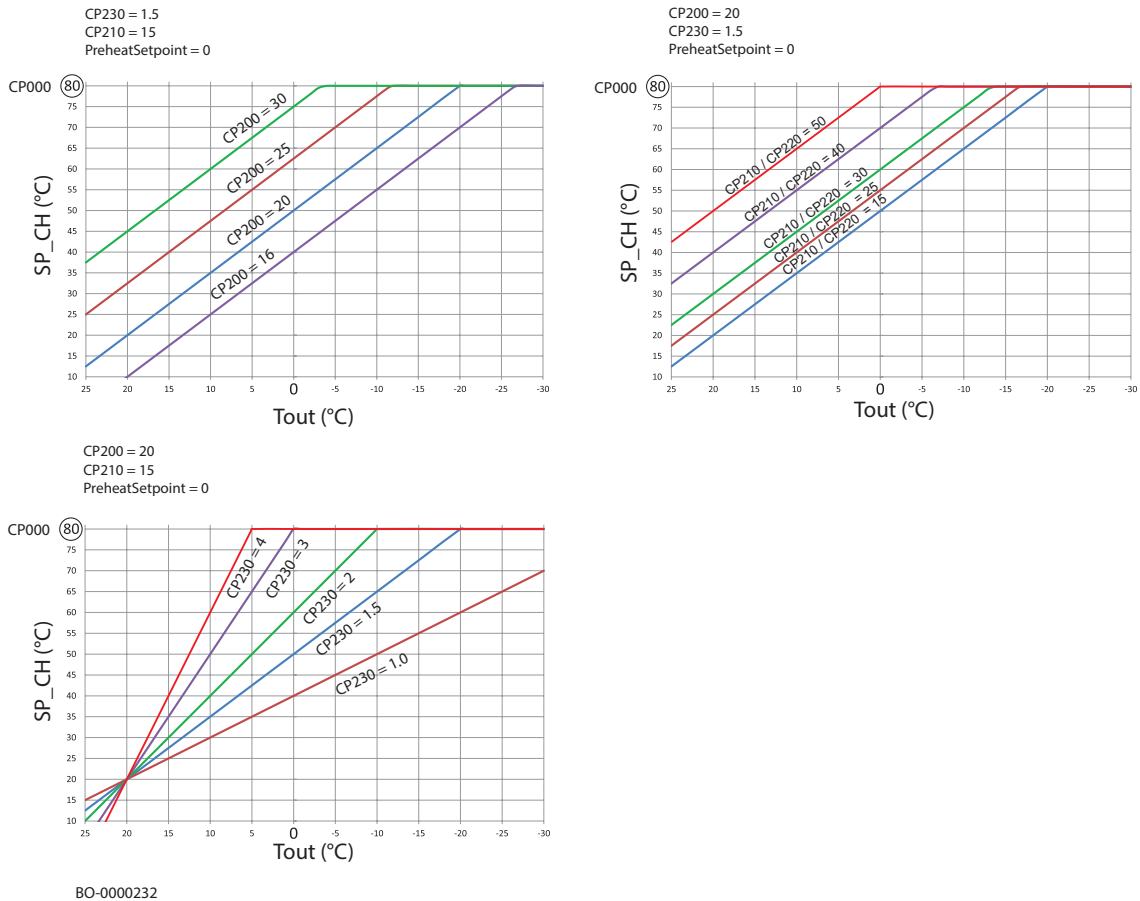 CP230 = 1.5
CP210 = 15
PreheatSetpoint = 0
CP000 80
75
70
60
55
50
45
40
35
30
20
15
10
SP_CH (°C)
CP200 = 30
CP200 = 25
CP200 = 20
CP200 = 16
25 20 15 10 5 0 -5 -10 -15 -20 -25 -30
Tout (°C)
CP200 = 20
CP230 = 1.5
PreheatSetpoint = 0
CP000 80
75
70
60
55
50
45
40
35
30
20
15
10
SP_CH (°C)
CP210 / CP220 = 50
CP210 / CP220 = 40
CP210 / CP220 = 30
CP210 / CP220 = 25
CP210 / CP220 = 15
25 20 15 10 5 0 -5 -10 -15 -20 -25 -30
Tout (°C)
CP200 = 20
CP210 = 15
PreheatSetpoint = 0
CP000 80
75
70
60
55
50
45
40
35
30
20
15
10
SP_CH (°C)
CP230 = 4
CP230 = 3
CP230 = 2
CP230 = 1.5
CP230 = 1.0
25 20 15 10 5 0 -5 -10 -15 -20 -25 -30
Tout (°C)
BO-0000232